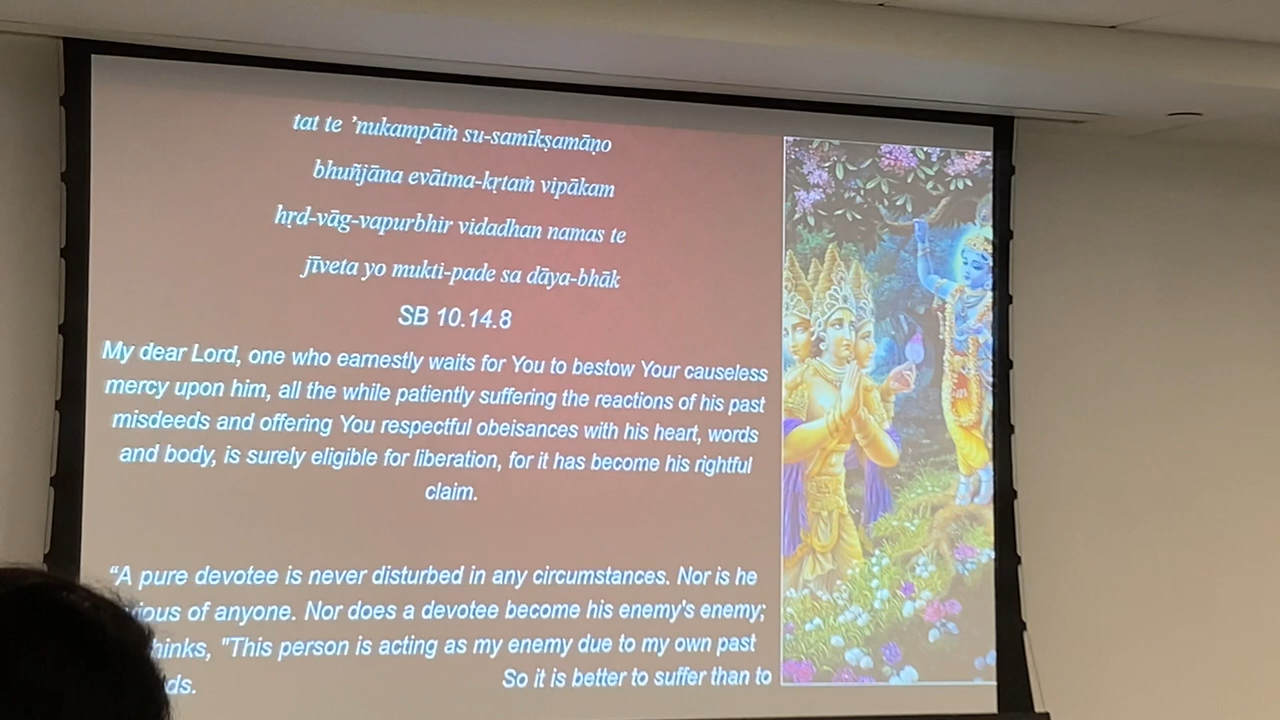 tat te ’nukampāṁ su-samīkṣamāṇo
bhuñjāna evātma-kṛtaṁ vipākam
hṛd-vāg-vapurbhir vidadhan namas te
jīveta yo mukti-pade sa dāya-bhāk
SB 10.14.8
My dear Lord, one who earnestly waits for You to bestow Your causeless
mercy upon him, all the while patiently suffering the reactions of his past
misdeeds and offering You respectful obeisances with his heart, words
and body, is surely eligible for liberation, for it has become his rightful
claim.
“A pure devotee is never disturbed in any circumstances. Nor is he
of anyone. Nor does a devotee become his enemy's enemy;
"This person is acting as my enemy due to my own past
So it is better to suffer than to